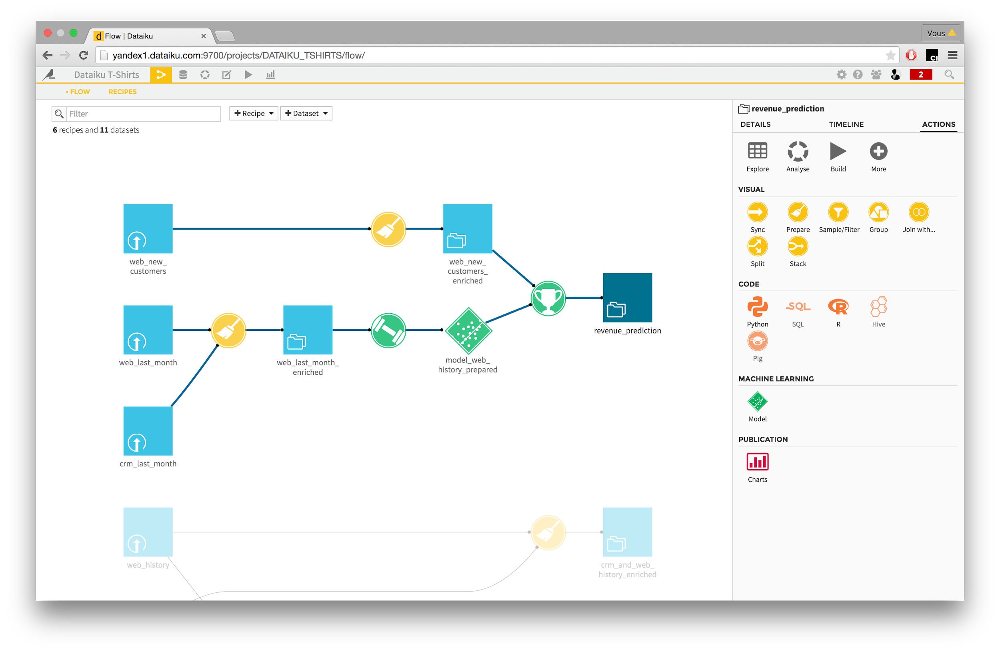 d Flow | Dataiku
Vous
yandex1.dataiku.com:9700/projects/DATAIKU_TSHIRTS/flow/
CI
Dataiku T-Shirts
2
• FLOW RECIPES
Filter
+ Recipe
+ Dataset
6 recipes and 11 datasets
web_new_
customers
web_new_
customers_
enriched
revenue_prediction
web_last_month
web_last_month_
enriched
model_web_
history_prepared
crm_last_month
web_history
crm_and_web_
history_enriched
revenue_prediction
DETAILS TIMELINE ACTIONS
Explore Analyse Build More
VISUAL
Sync Prepare Sample/Filter Group Join with...
Split Stack
CODE
SQL R
Python SQL R Hive
Pig
MACHINE LEARNING
Model
PUBLICATION
Charts